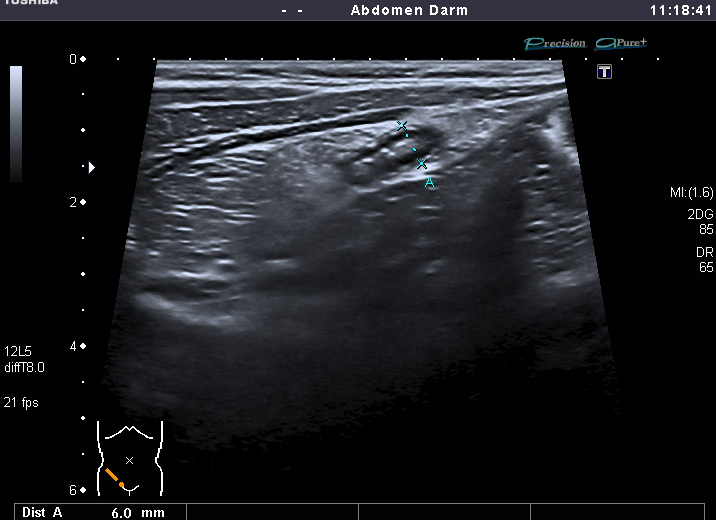 TOSHIBA
- - Abdomen Darm 11:18:41
Precision APure+
T
0
2
4
6
A
MI:(1.6)
2DG
85
DR
65
12L5
diffT8.0
21 fps
Dist A 6.0 mm